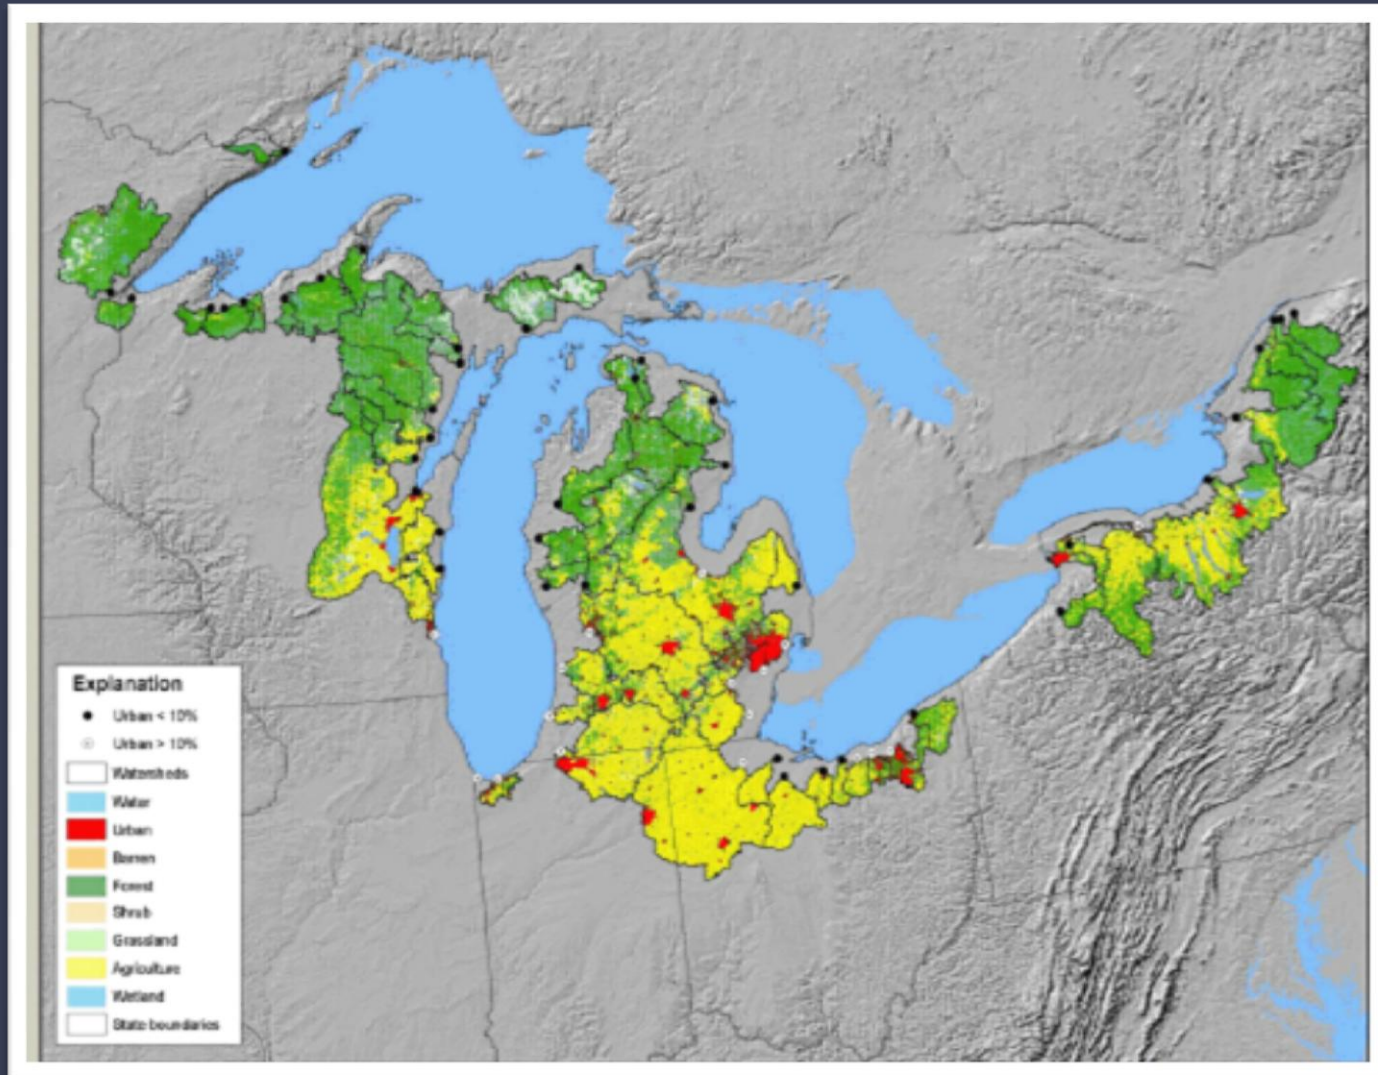 Explanation
Urban < 10%
Urban > 10%
Watersheds
Water
Urban
Barren
Forest
Shrub
Grassland
Agriculture
Wetland
State boundaries